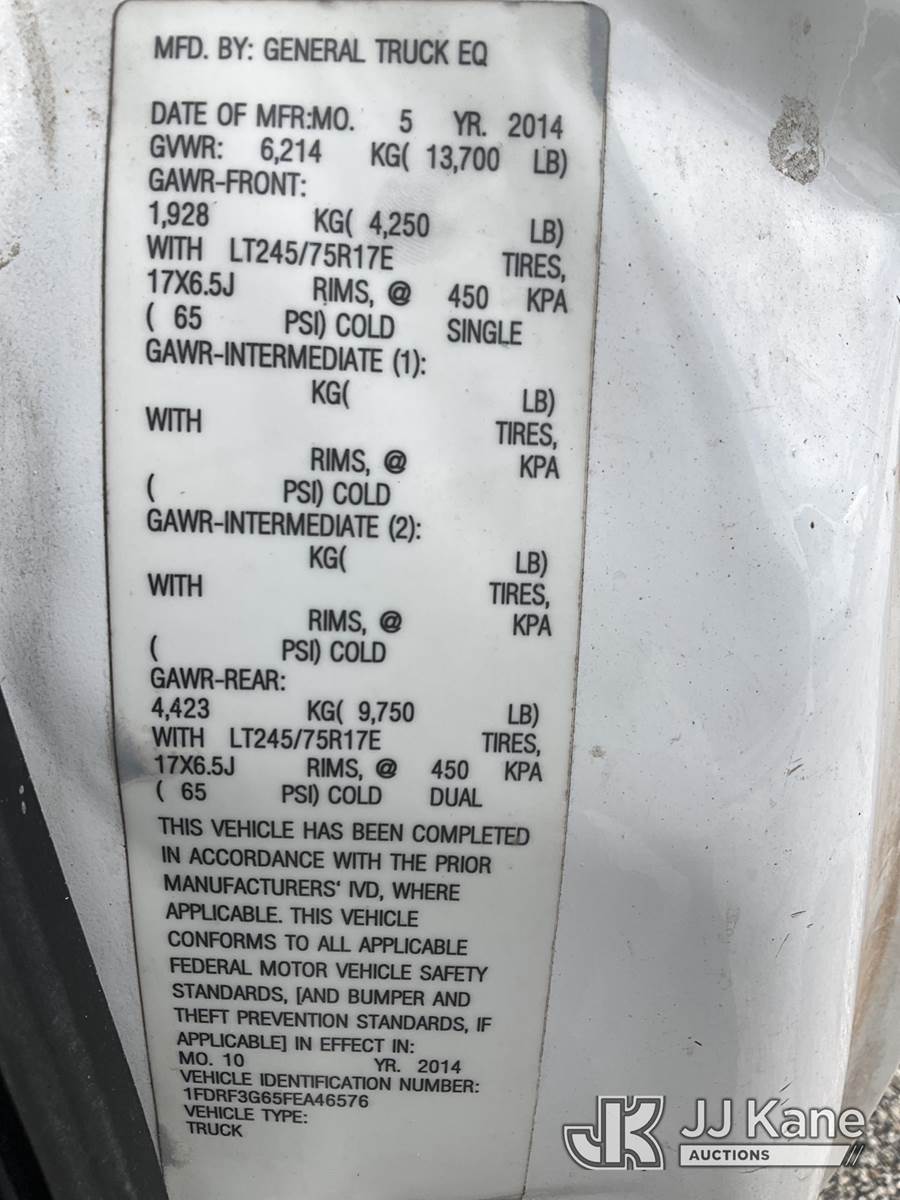 MFD. BY: GENERAL TRUCK EQ
DATE OF MFR:MO. 5 YR. 2014
GVWR: 6,214 KG( 13,700 LB)
GAWR-FRONT:
1,928 KG( 4,250 LB)
WITH LT245/75R17E TIRES,
17X6.5J RIMS, @ 450 KPA
( 65 PSI) COLD SINGLE
GAWR-INTERMEDIATE (1):
KG( LB)
WITH TIRES,
RIMS, @ KPA
( PSI) COLD
GAWR-INTERMEDIATE (2):
KG( LB)
WITH TIRES,
RIMS, @ KPA
( PSI) COLD
GAWR-REAR:
4,423 KG( 9,750 LB)
WITH LT245/75R17E TIRES,
17X6.5J RIMS, @ 450 KPA
( 65 PSI) COLD DUAL
THIS VEHICLE HAS BEEN COMPLETED
IN ACCORDANCE WITH THE PRIOR
MANUFACTURERS' IVD, WHERE
APPLICABLE. THIS VEHICLE
CONFORMS TO ALL APPLICABLE
FEDERAL MOTOR VEHICLE SAFETY
STANDARDS, [AND BUMPER AND
THEFT PREVENTION STANDARDS, IF
APPLICABLE] IN EFFECT IN:
MO. 10 YR. 2014
VEHICLE IDENTIFICATION NUMBER:
1FDRF3G65FEA46576
VEHICLE TYPE:
TRUCK
JK JJ Kane
AUCTIONS